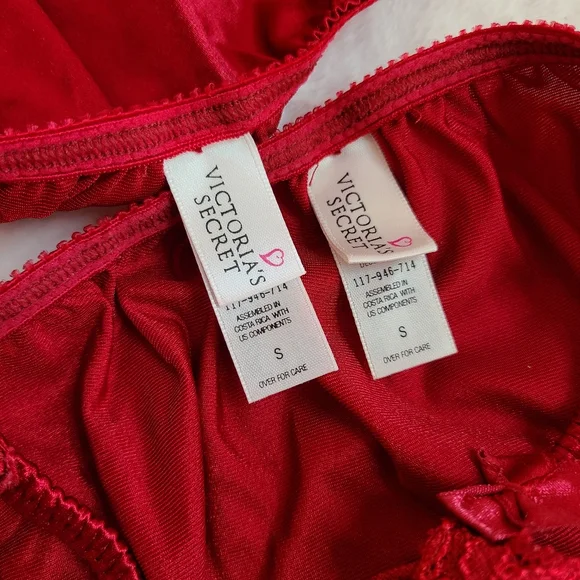 VICTORIA'S
SECRET
117-946-714
ASSEMBLED IN
COSTA RICA WITH
US COMPONENTS
S
OVER FOR CARE
VICTORIA'S
SECRET
117-946-714
ASSEMBLED IN
COSTA RICA WITH
US COMPONENTS
S
OVER FOR CARE